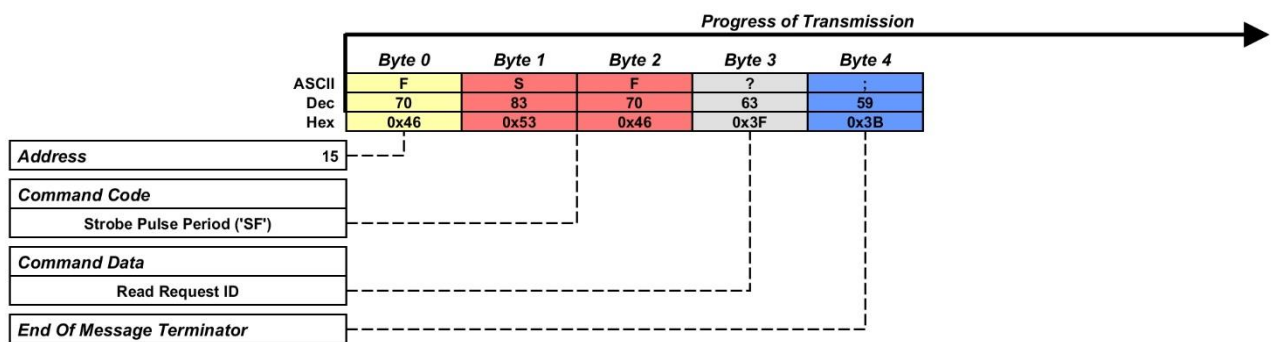 Progress of Transmission
Byte 0 Byte 1 Byte 2 Byte 3 Byte 4
ASCII F S F ? ;
Dec 70 83 70 63 59
Hex 0x46 0x53 0x46 0x3F 0x3B
Address 15
Command Code
Strobe Pulse Period ('SF')
Command Data
Read Request ID
End Of Message Terminator